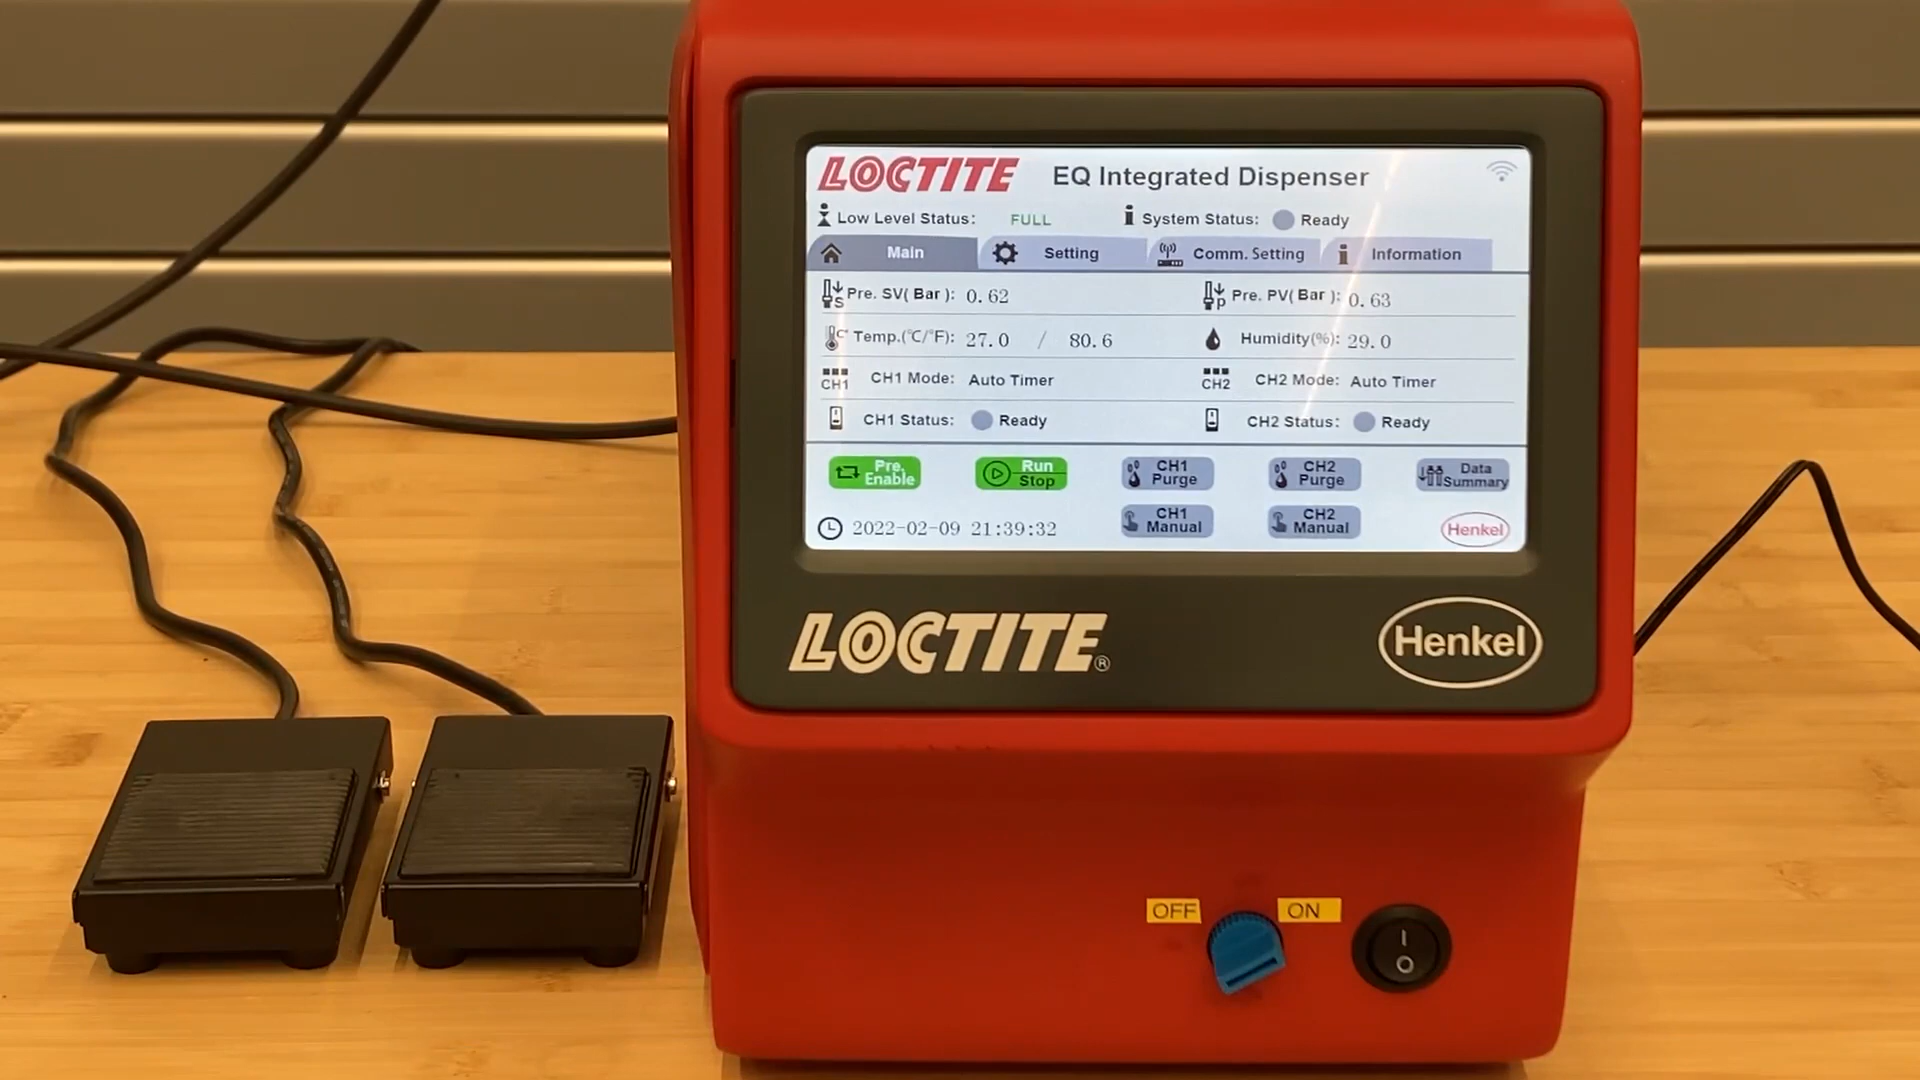 LOCTITE EQ Integrated Dispenser
Low Level Status: FULL System Status: Ready
Main Setting Comm. Setting Information
Pre. SV( Bar ): 0.62 Pre. PV( Bar ): 0.63
Temp.(℃/℉): 27.0 / 80.6 Humidity(%): 29.0
CH1 CH1 Mode: Auto Timer CH2 CH2 Mode: Auto Timer
CH1 Status: Ready CH2 Status: Ready
Pre. Enable
Run Stop
CH1 Purge
CH2 Purge
Data Summary
2022-02-09 21:39:32
CH1 Manual
CH2 Manual
Henkel
LOCTITE® Henkel
OFF ON